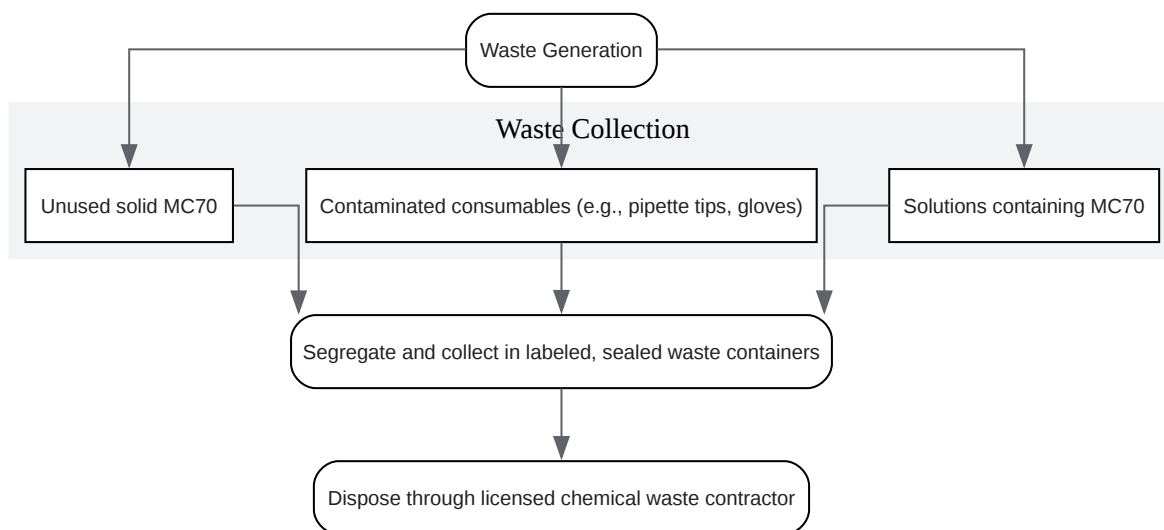 Waste Generation
Waste Collection
Unused solid MC70
Contaminated consumables (e.g., pipette tips, gloves)
Solutions containing MC70
Segregate and collect in labeled, sealed waste containers
Dispose through licensed chemical waste contractor